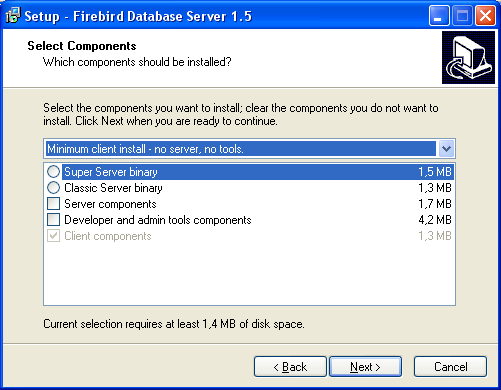 Setup - Firebird Database Server 1.5
Select Components
Which components should be installed?
Select the components you want to install; clear the components you do not want to
install. Click Next when you are ready to continue.
Minimum client install - no server, no tools.
Super Server binary 1,5 MB
Classic Server binary 1,3 MB
Server components 1,7 MB
Developer and admin tools components 4,2 MB
Client components 1,3 MB
Current selection requires at least 1,4 MB of disk space.
< Back Next > Cancel